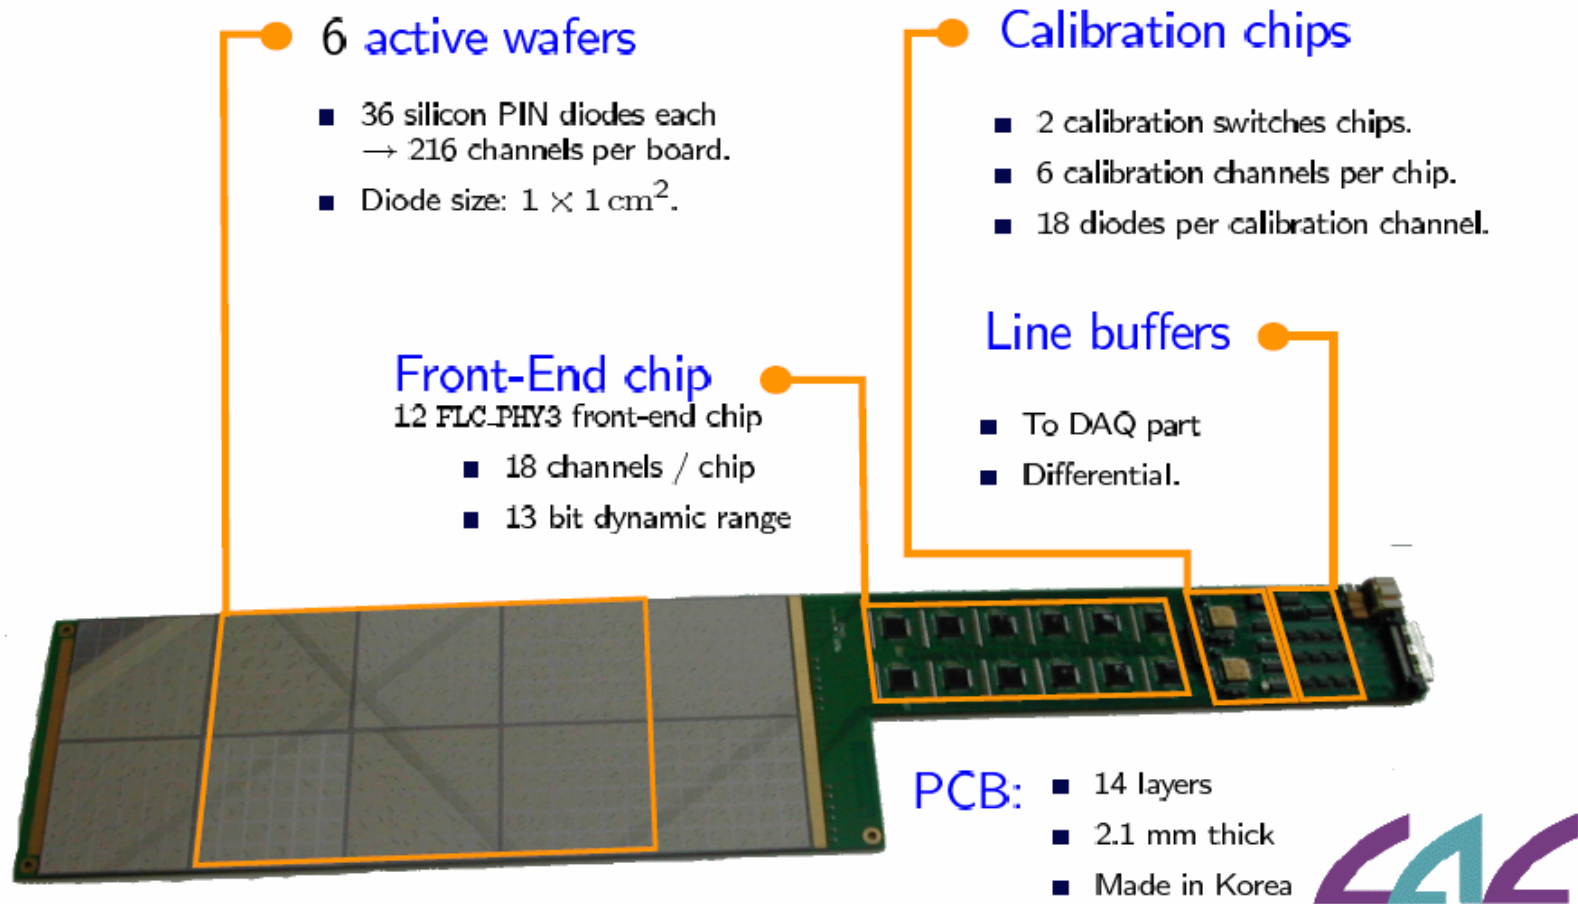 6 active wafers
■ 36 silicon PIN diodes each
→ 216 channels per board.
■ Diode size: 1 × 1 cm².
Calibration chips
■ 2 calibration switches chips.
■ 6 calibration channels per chip.
■ 18 diodes per calibration channel.
Front-End chip
12 FLC_PHY3 front-end chip
■ 18 channels / chip
■ 13 bit dynamic range
Line buffers
■ To DAQ part
■ Differential.
PCB:
■ 14 layers
■ 2.1 mm thick
■ Made in Korea